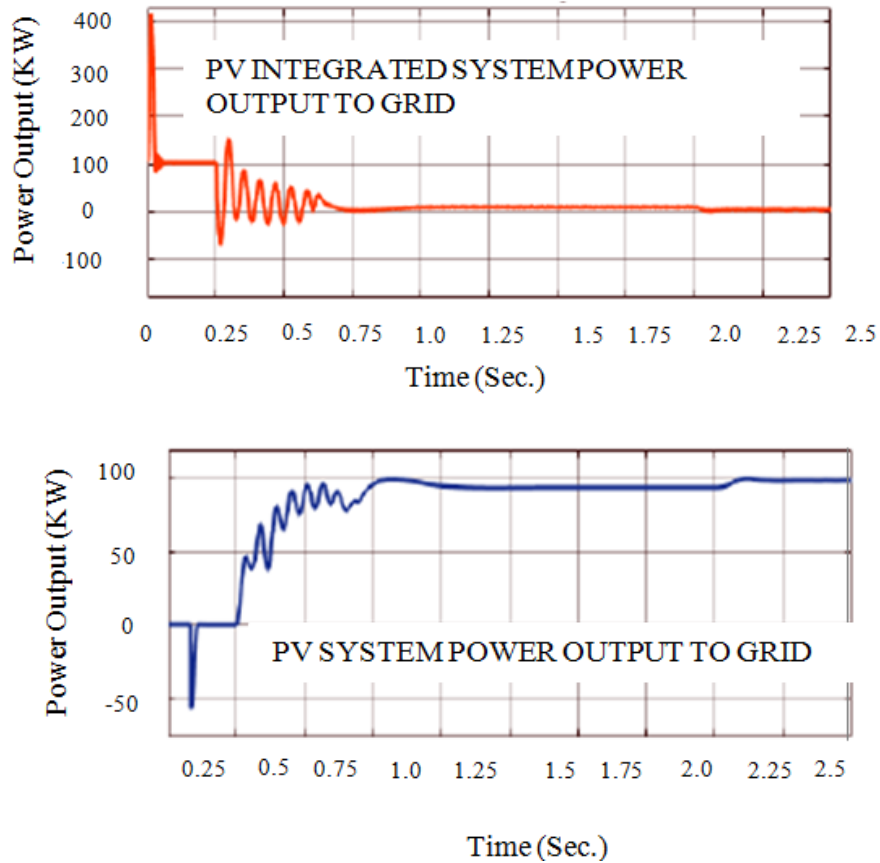 Power Output (KW)
400
300
200
100
0
100
PV INTEGRATED SYSTEM POWER
OUTPUT TO GRID
0 0.25 0.5 0.75 1.0 1.25 1.5 1.75 2.0 2.25 2.5
Time (Sec.)
Power Output (KW)
100
50
0
-50
PV SYSTEM POWER OUTPUT TO GRID
0.25 0.5 0.75 1.0 1.25 1.5 1.75 2.0 2.25 2.5
Time (Sec.)